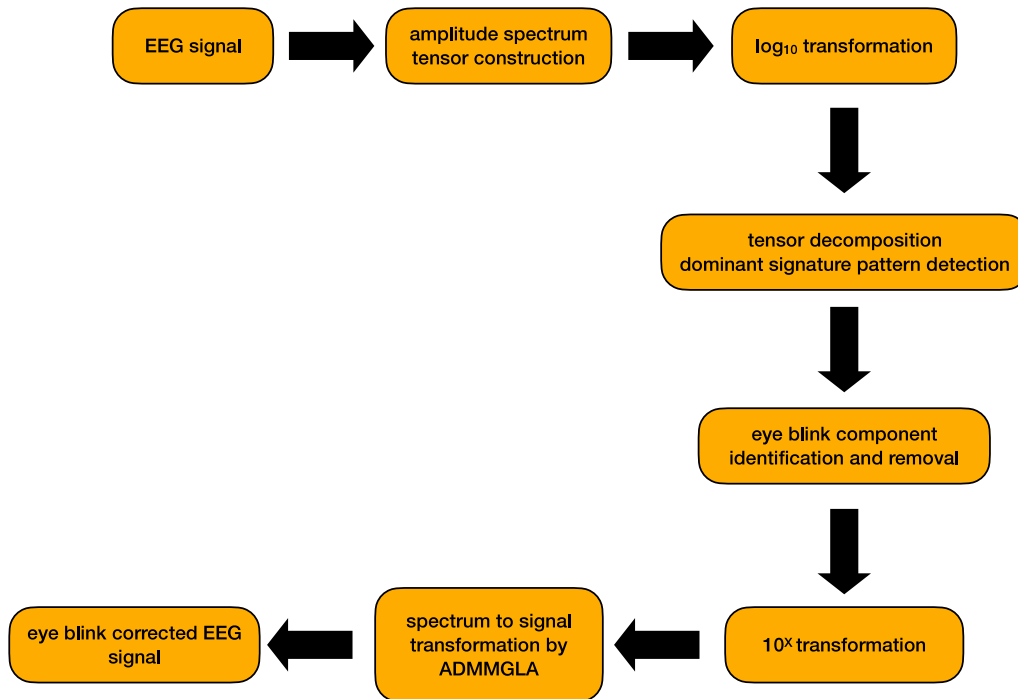 EEG signal
amplitude spectrum
tensor construction
log₁₀ transformation
tensor decomposition
dominant signature pattern detection
eye blink component
identification and removal
10ˣ transformation
spectrum to signal
transformation by
ADMMGLA
eye blink corrected EEG
signal